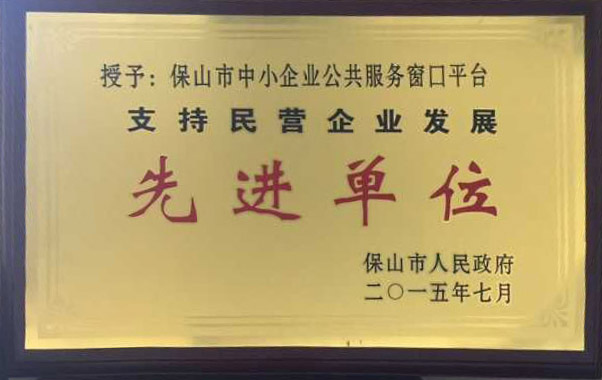 授予：保山市中小企业公共服务窗口平台
支持民营企业发展
先进单位
保山市人民政府
二〇一五年七月